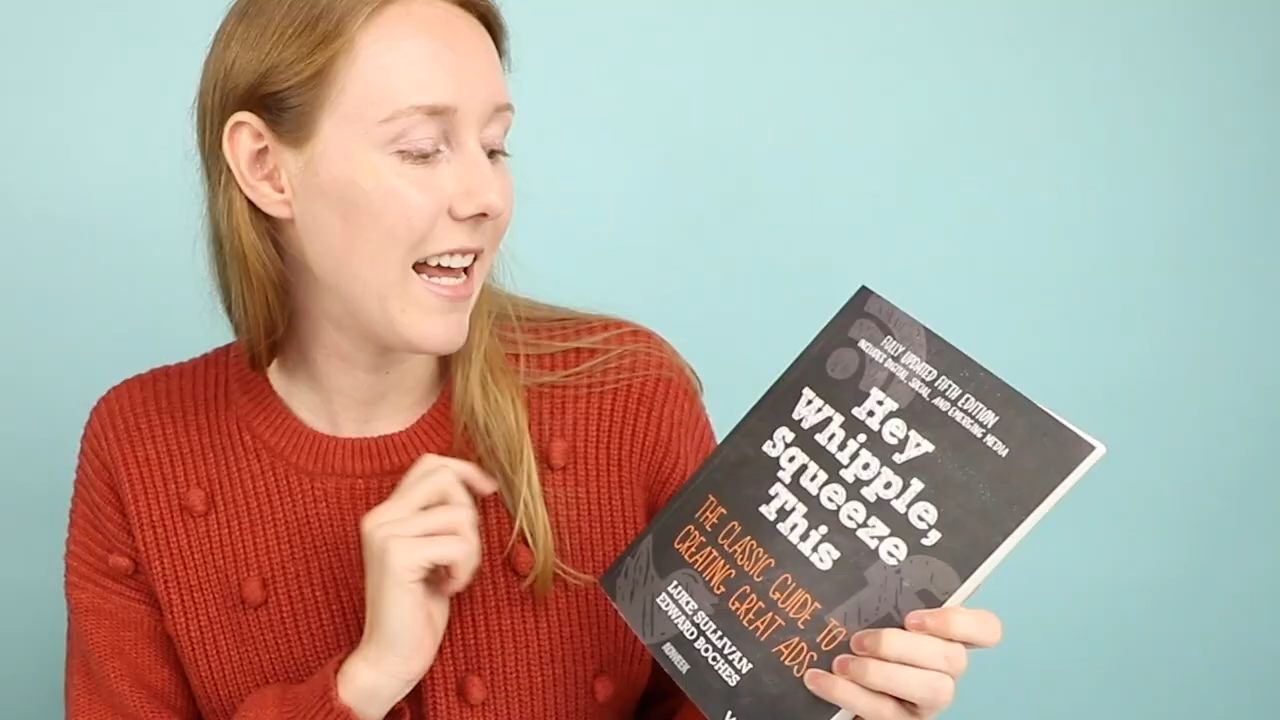 FULLY UPDATED FIFTH EDITION
INCLUDES DIGITAL, SOCIAL, AND EMERGING MEDIA
Hey
Whipple,
Squeeze
This
THE CLASSIC GUIDE TO
CREATING GREAT ADS
LUKE SULLIVAN
EDWARD BOCHES
ADWEEK